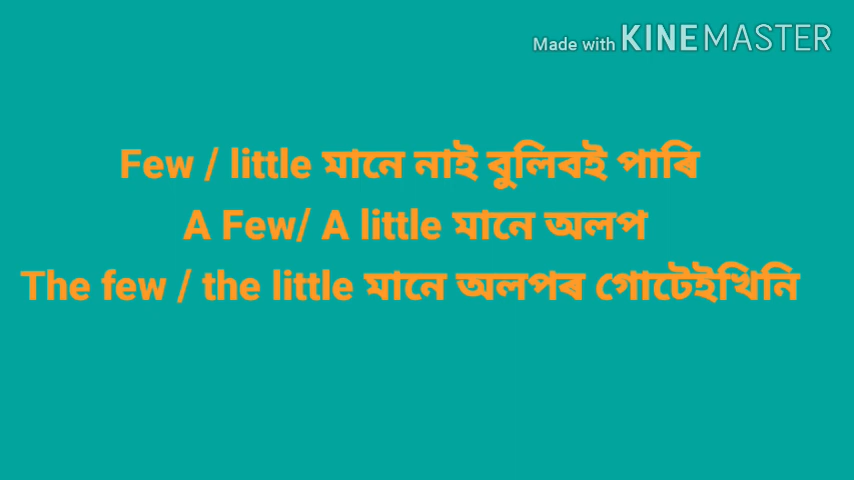 Made with KINEMASTER
Few / little মানে নাই বুলিবই পাৰি
A Few/ A little মানে অলপ
The few / the little মানে অলপৰ গোটেইখিনি